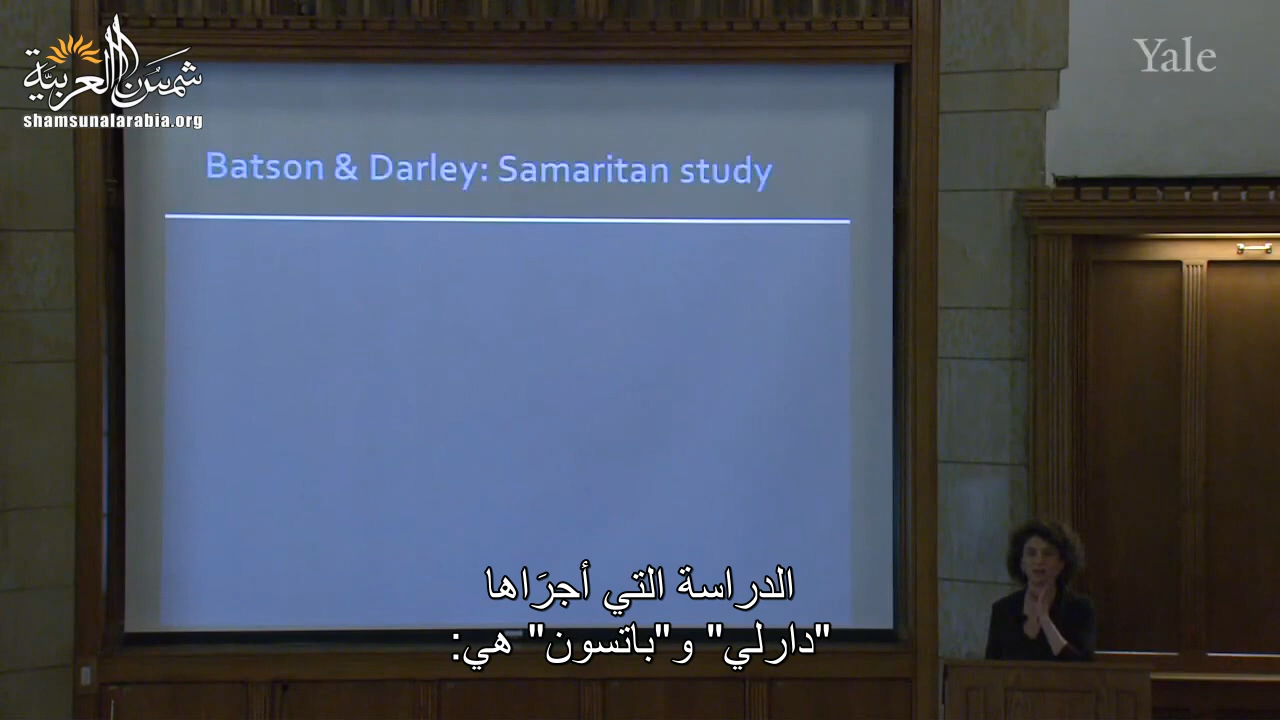 شمس العربية
shamsunalarabia.org
Yale
Batson & Darley: Samaritan study
الدراسة التي أجرَاها
"دارلي" و"باتسون" هي: